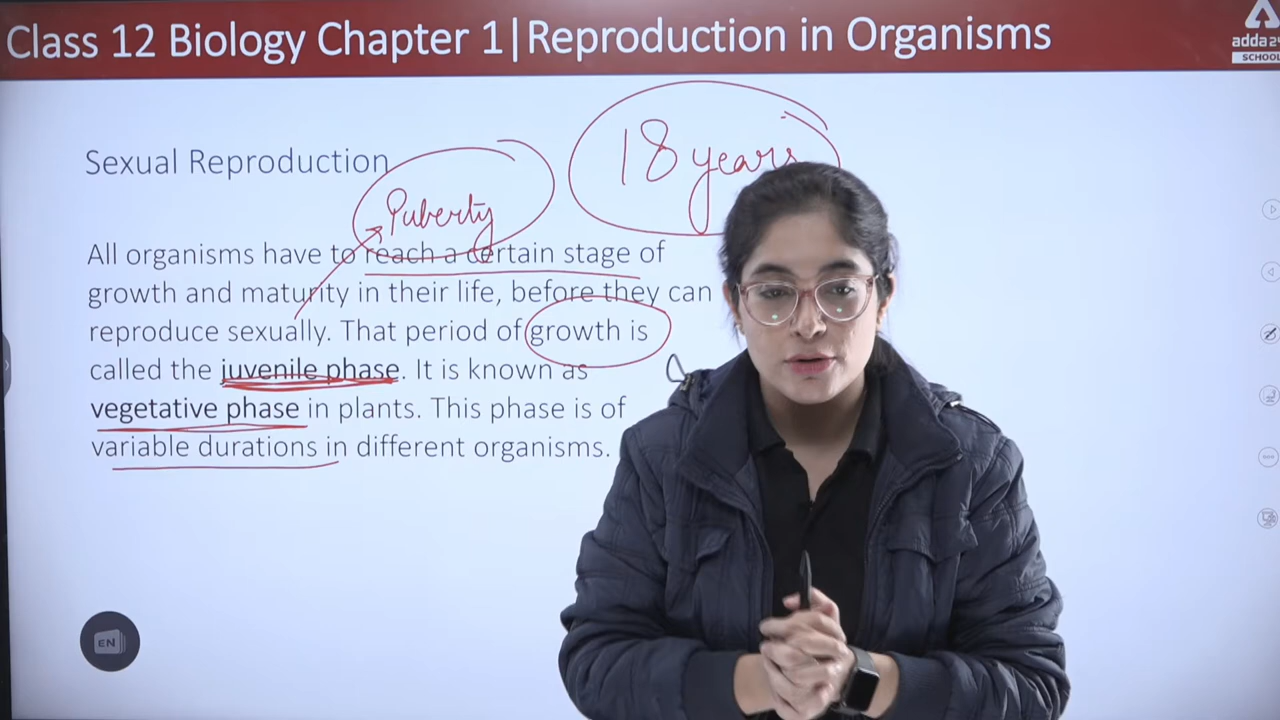 Class 12 Biology Chapter 1|Reproduction in Organisms
adda24
SCHOOL
18 years
Sexual Reproduction
Puberty
All organisms have to reach a certain stage of
growth and maturity in their life, before they can
reproduce sexually. That period of growth is
called the juvenile phase. It is known as
vegetative phase in plants. This phase is of
variable durations in different organisms.
EN